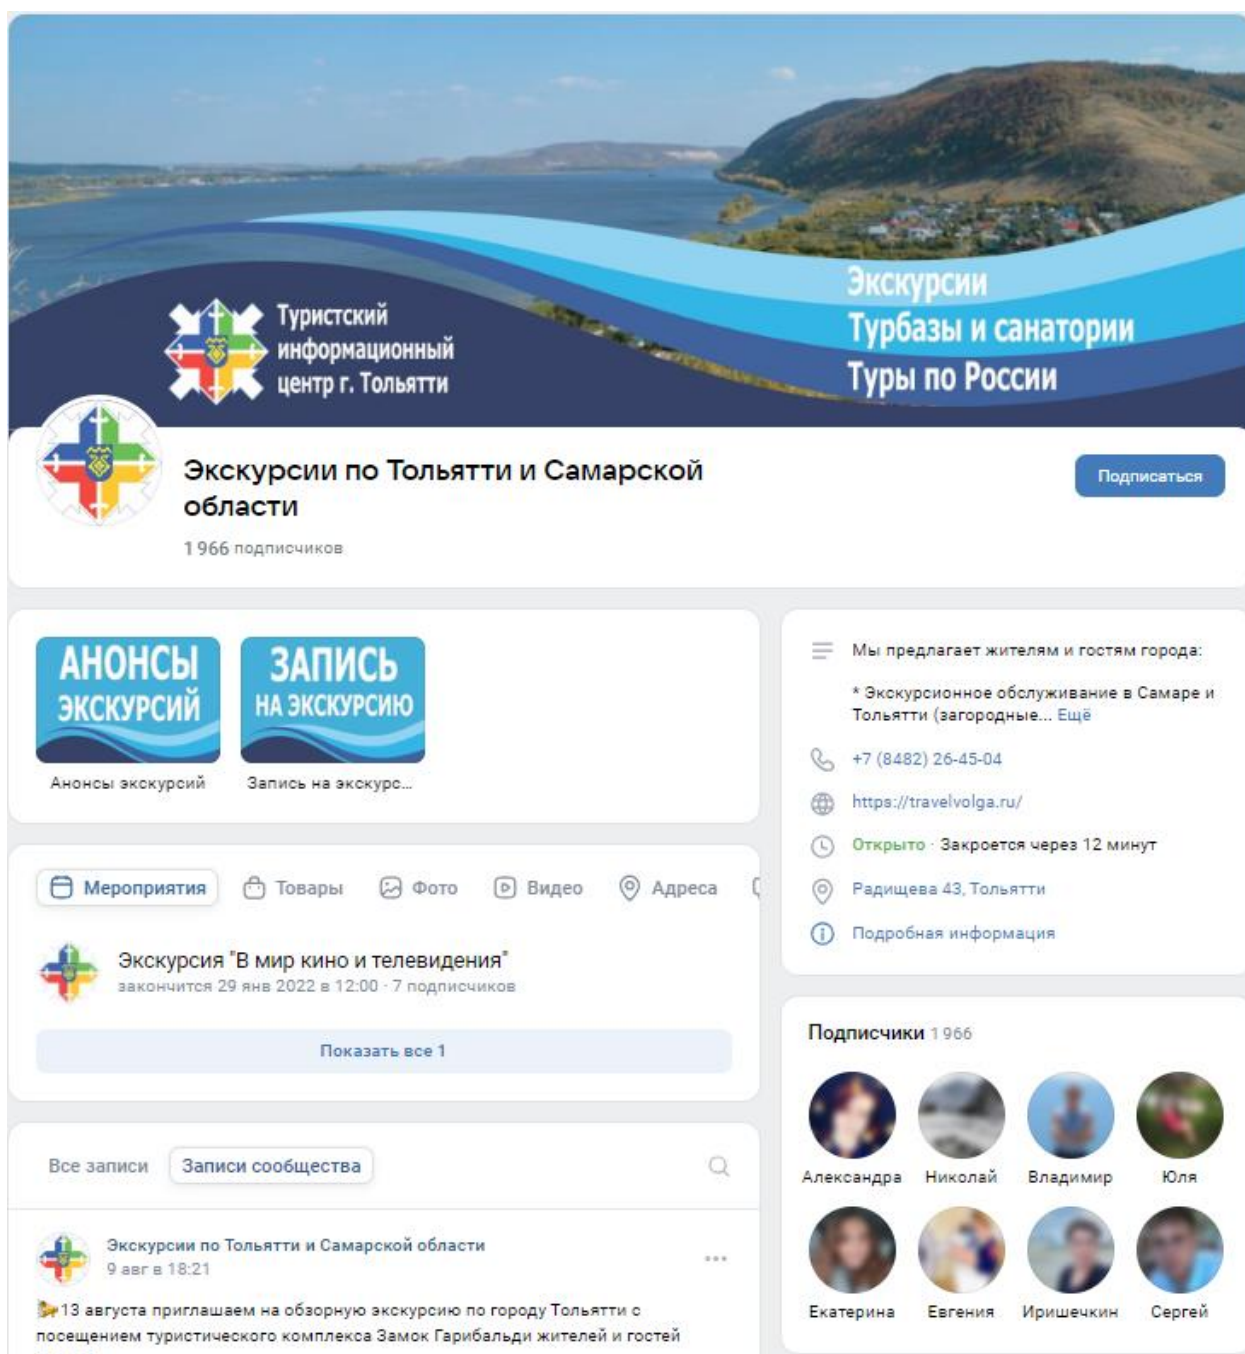 Экскурсии
Турбазы и санатории
Туры по России
Туристский
информационный
центр г. Тольятти
Экскурсии по Тольятти и Самарской
области
1 966 подписчиков
Подписаться
АНОНСЫ
ЭКСКУРСИЙ
ЗАПИСЬ
НА ЭКСКУРСИЮ
Анонсы экскурсий
Запись на экскурс...
Мероприятия
Товары
Фото
Видео
Адреса
Экскурсия "В мир кино и телевидения"
закончится 29 янв 2022 в 12:00 · 7 подписчиков
Показать все 1
Все записи
Записи сообщества
Экскурсии по Тольятти и Самарской области
9 авг в 18:21
13 августа приглашаем на обзорную экскурсию по городу Тольятти с
посещением туристического комплекса Замок Гарибальди жителей и гостей
Мы предлагает жителям и гостям города:
* Экскурсионное обслуживание в Самаре и
Тольятти (загородные... Ещё
+7 (8482) 26-45-04
https://travelvolga.ru/
Открыто · Закроется через 12 минут
Радищева 43, Тольятти
Подробная информация
Подписчики 1 966
Александра
Николай
Владимир
Юля
Екатерина
Евгения
Иришечкин
Сергей